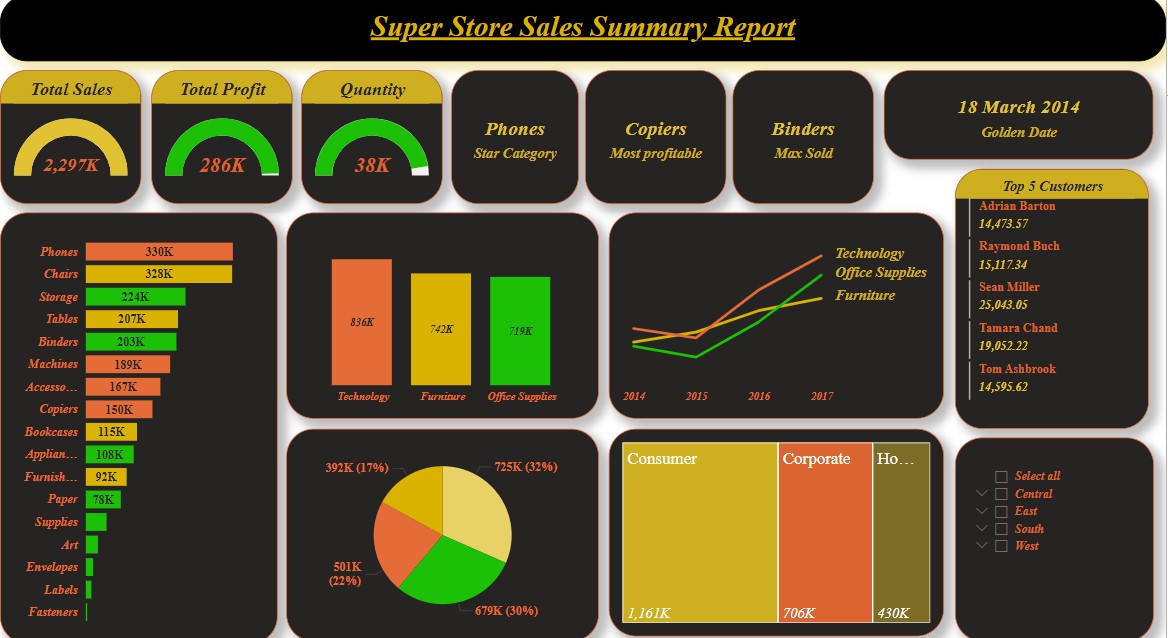 Super Store Sales Summary Report
Total Sales
2,297K
Total Profit
286K
Quantity
38K
Phones
Star Category
Copiers
Most profitable
Binders
Max Sold
18 March 2014
Golden Date
Top 5 Customers
Adrian Barton
14,473.57
Raymond Buch
15,117.34
Sean Miller
25,043.05
Tamara Chand
19,052.22
Tom Ashbrook
14,595.62
Phones 330K
Chairs 328K
Storage 224K
Tables 207K
Binders 203K
Machines 189K
Accesso... 167K
Copiers 150K
Bookcases 115K
Applian... 108K
Furnish... 92K
Paper 78K
Supplies
Art
Envelopes
Labels
Fasteners
836K 742K 719K
Technology Furniture Office Supplies
Technology
Office Supplies
Furniture
2014 2015 2016 2017
392K (17%) 725K (32%)
501K
(22%)
679K (30%)
Consumer Corporate Ho...
1,161K 706K 430K
Select all
Central
East
South
West